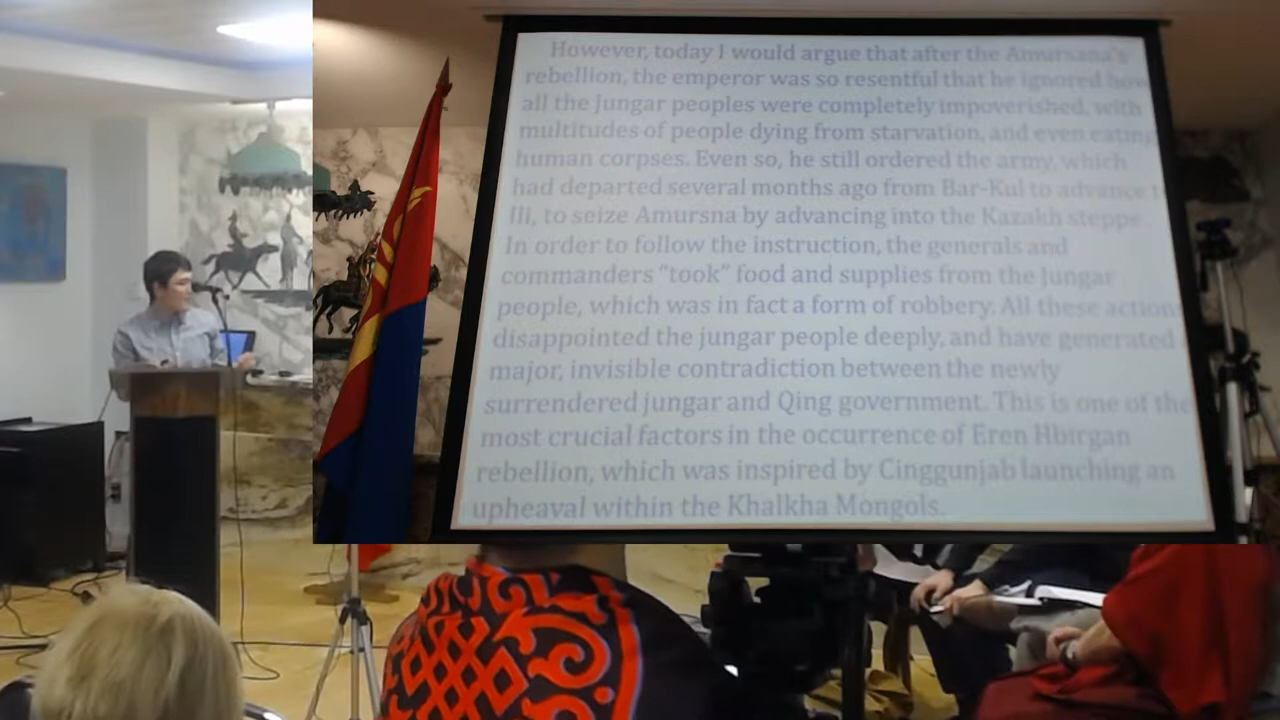 However, today I would argue that after the Amursana's
rebellion, the emperor was so resentful that he ignored how
all the Jungar peoples were completely impoverished, with
multitudes of people dying from starvation, and even eating
human corpses. Even so, he still ordered the army, which
had departed several months ago from Bar-Kul to advance to
Ili, to seize Amursna by advancing into the Kazakh steppe.
In order to follow the instruction, the generals and
commanders "took" food and supplies from the Jungar
people, which was in fact a form of robbery. All these actions
disappointed the jungar people deeply, and have generated
major, invisible contradiction between the newly
surrendered jungar and Qing government. This is one of the
most crucial factors in the occurrence of Eren Hbirgan
rebellion, which was inspired by Cinggunjab launching an
upheaval within the Khalkha Mongols.